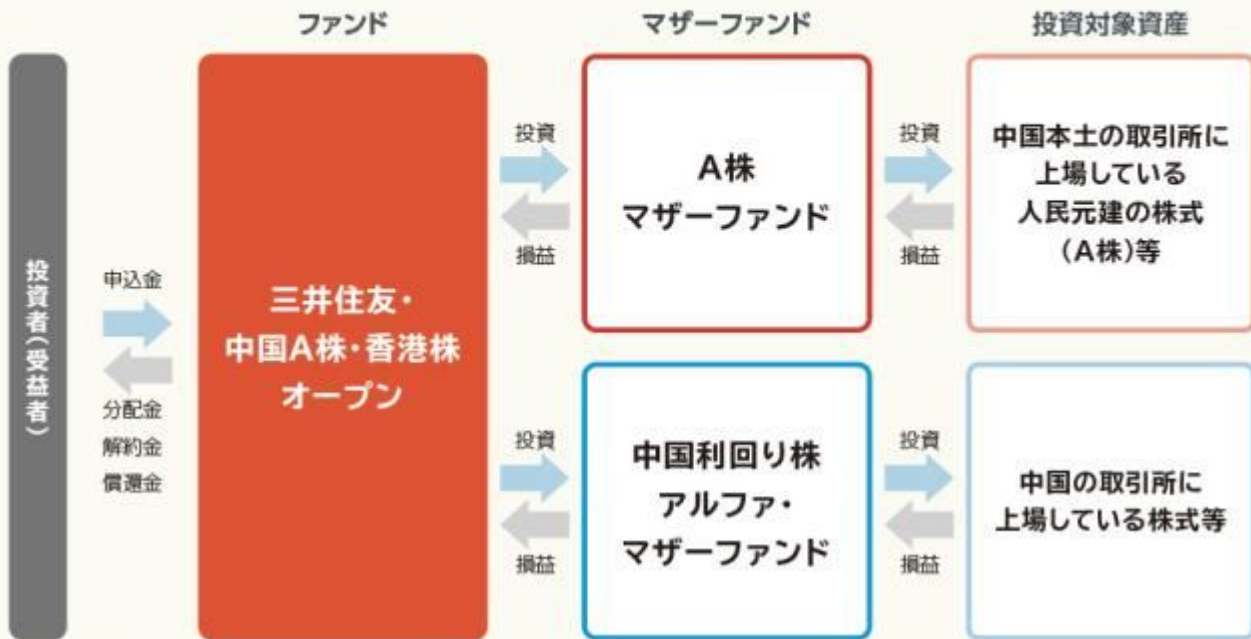 ファンド
マザーファンド
投資対象資産
投資者(受益者)
申込金
分配金
解約金
償還金
三井住友・
中国A株・香港株
オープン
投資
損益
A株
マザーファンド
投資
損益
中国本土の取引所に
上場している
人民元建の株式
(A株)等
投資
損益
中国利回り株
アルファ・
マザーファンド
投資
損益
中国の取引所に
上場している株式等